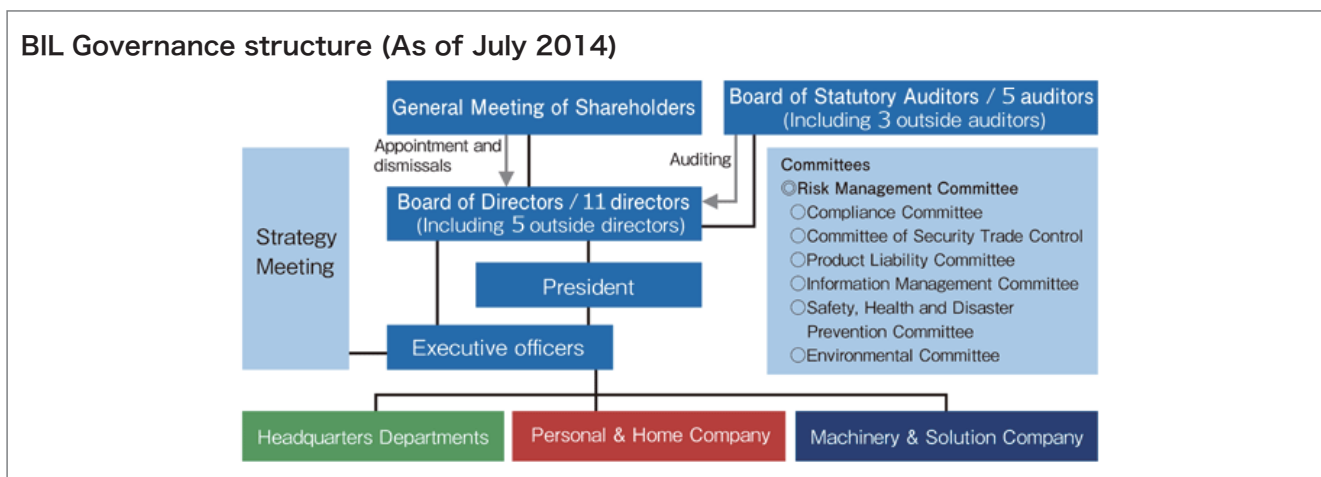 BIL Governance structure (As of July 2014)
General Meeting of Shareholders
Board of Statutory Auditors / 5 auditors
(Including 3 outside auditors)
Appointment and
dismissals
Auditing
Board of Directors / 11 directors
(Including 5 outside directors)
Strategy
Meeting
President
Executive officers
Committees
◎Risk Management Committee
○Compliance Committee
○Committee of Security Trade Control
○Product Liability Committee
○Information Management Committee
○Safety, Health and Disaster
Prevention Committee
○Environmental Committee
Headquarters Departments
Personal & Home Company
Machinery & Solution Company